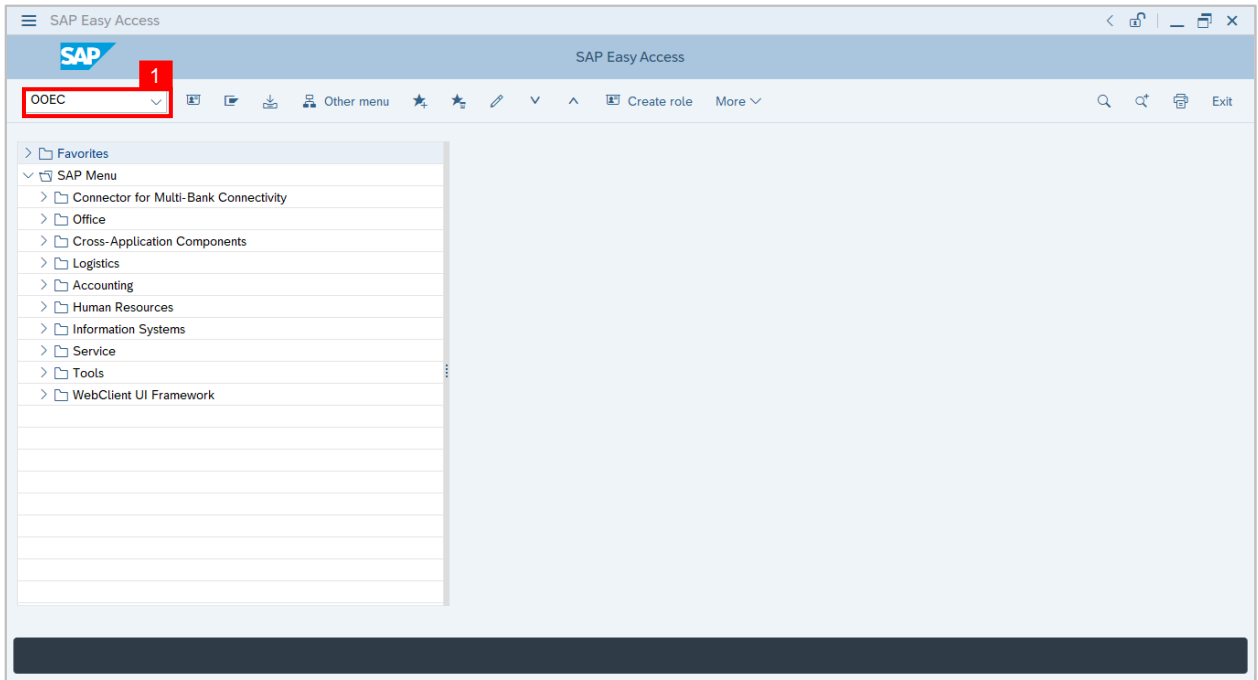 SAP Easy Access
SAP
SAP Easy Access
1
OOEC
Other menu
Create role
More
Exit
Favorites
SAP Menu
Connector for Multi-Bank Connectivity
Office
Cross-Application Components
Logistics
Accounting
Human Resources
Information Systems
Service
Tools
WebClient UI Framework